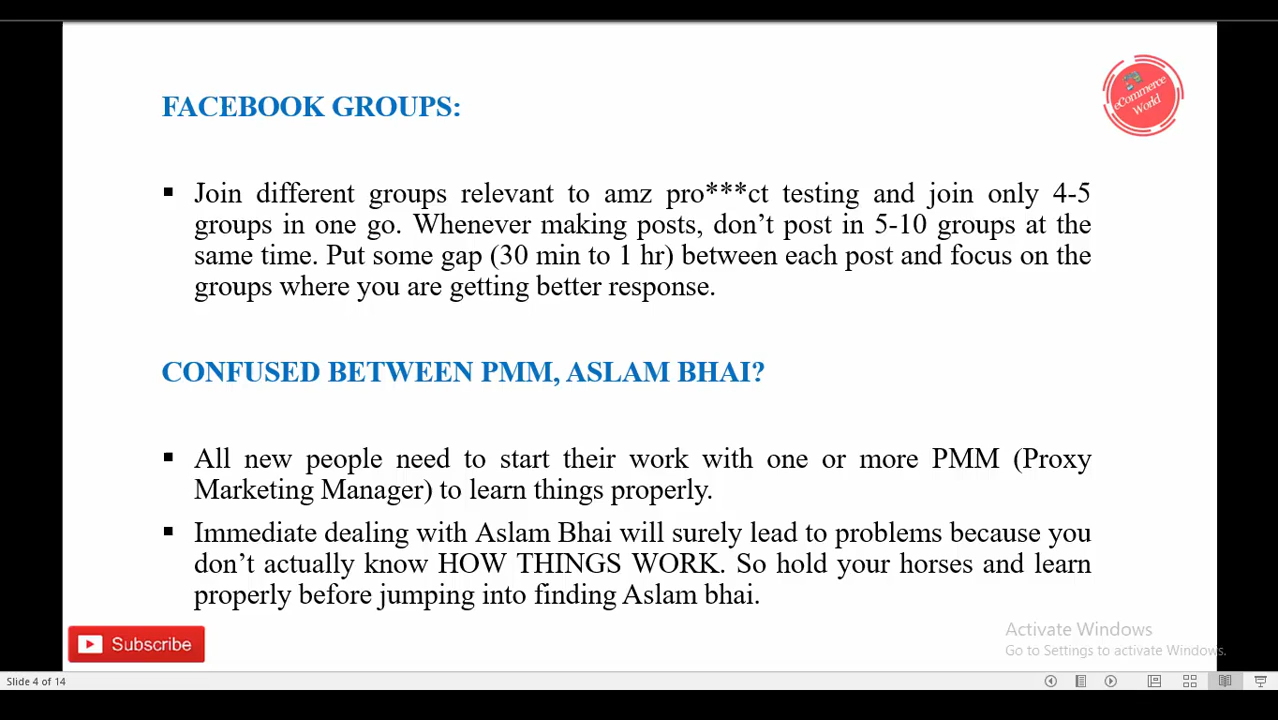 FACEBOOK GROUPS:
eCommerce
World
▪ Join different groups relevant to amz pro***ct testing and join only 4-5
groups in one go. Whenever making posts, don’t post in 5-10 groups at the
same time. Put some gap (30 min to 1 hr) between each post and focus on the
groups where you are getting better response.
CONFUSED BETWEEN PMM, ASLAM BHAI?
▪ All new people need to start their work with one or more PMM (Proxy
Marketing Manager) to learn things properly.
▪ Immediate dealing with Aslam Bhai will surely lead to problems because you
don’t actually know HOW THINGS WORK. So hold your horses and learn
properly before jumping into finding Aslam bhai.
Subscribe
Activate Windows
Go to Settings to activate Windows.
Slide 4 of 14